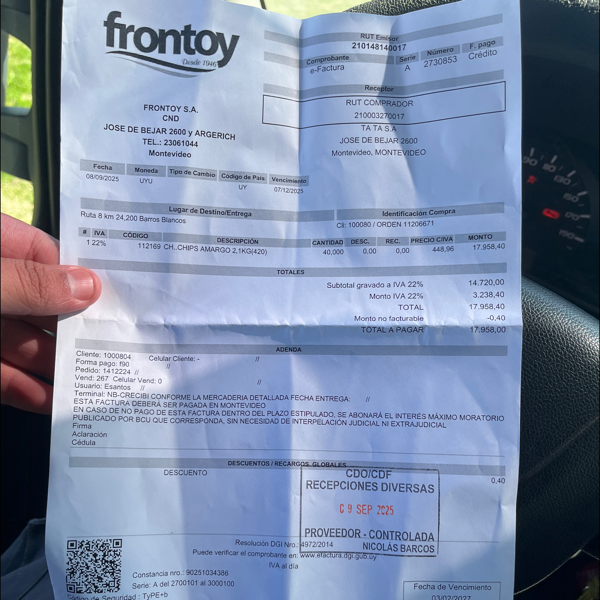 frontoy
Desde 1946
RUT Emisor
210148140017
Comprobante Serie Número F. pago
e-Factura A 2730853 Crédito
Receptor
RUT COMPRADOR
210003270017
TA TA S.A
JOSE DE BEJAR 2600
Montevideo, MONTEVIDEO
FRONTOY S.A.
CND
JOSE DE BEJAR 2600 y ARGERICH
TEL.: 23061044
Montevideo
Fecha Moneda Tipo de Cambio Código de País Vencimiento
08/09/2025 UYU UY 07/12/2025
Lugar de Destino/Entrega
Ruta 8 km 24,200 Barros Blancos
Identificación Compra
Cli: 100080 / ORDEN 11206671
# IVA CÓDIGO DESCRIPCIÓN CANTIDAD DESC. REC. PRECIO C/IVA MONTO
1 22% 112169 CH. CHIPS AMARGO 2,1KG(420) 40,000 0,00 0,00 448,96 17.958,40
TOTALES
Subtotal gravado a IVA 22% 14.720,00
Monto IVA 22% 3.238,40
TOTAL 17.958,40
Monto no facturable -0,40
TOTAL A PAGAR 17.958,00
ADENDA
Cliente: 1000804 Celular Cliente: - //
Forma pago: f90
Pedido: 1412224 //
Vend: 267 Celular Vend: 0 //
Usuario: Esantos //
Terminal: NB-CRECIBI CONFORME LA MERCADERIA DETALLADA FECHA ENTREGA: //
ESTA FACTURA DEBERÁ SER PAGADA EN MONTEVIDEO
EN CASO DE NO PAGO DE ESTA FACTURA DENTRO DEL PLAZO ESTIPULADO, SE ABONARÁ EL INTERÉS MÁXIMO MORATORIO
PUBLICADO POR BCU QUE CORRESPONDA, SIN NECESIDAD DE INTERPELACIÓN JUDICIAL NI EXTRAJUDICIAL
Firma
Aclaración
Cédula
DESCUENTOS / RECARGOS GLOBALES
DESCUENTO 0,40
CDO/CDF
RECEPCIONES DIVERSAS
09 SEP 2025
PROVEEDOR - CONTROLADA
NICOLÁS BARCOS
Resolución DGI Nro.: 4972/2014
Puede verificar el comprobante en: www.efactura.dgi.gub.uy
IVA al día
Constancia nro.: 90251034386
Serie: A del 2700101 al 3000100
Código de Seguridad : TyPE+b
Fecha de Vencimiento
03/02/2027